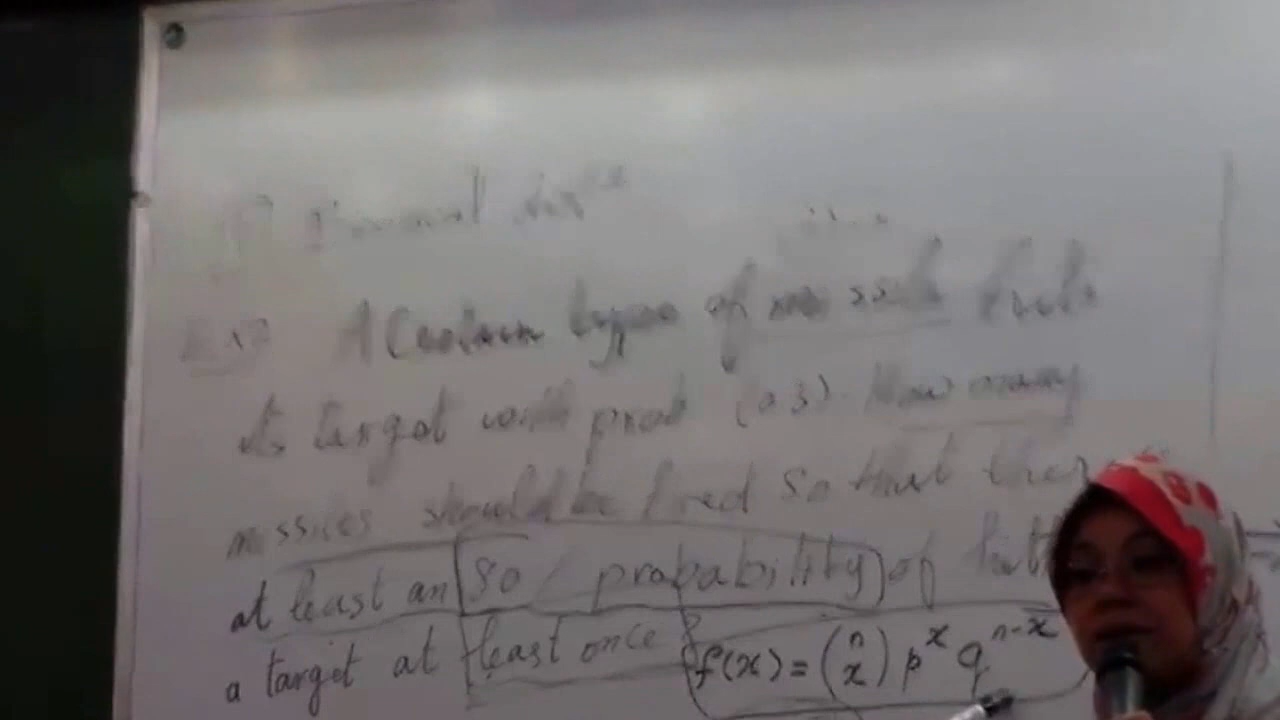 A Certain type of missile hits
its target with prob (0.3). How many
missiles should be fired so that there
at least an 80 / probability of
a target at least once ?
f(x) = (n x) p^x q^{n-x}